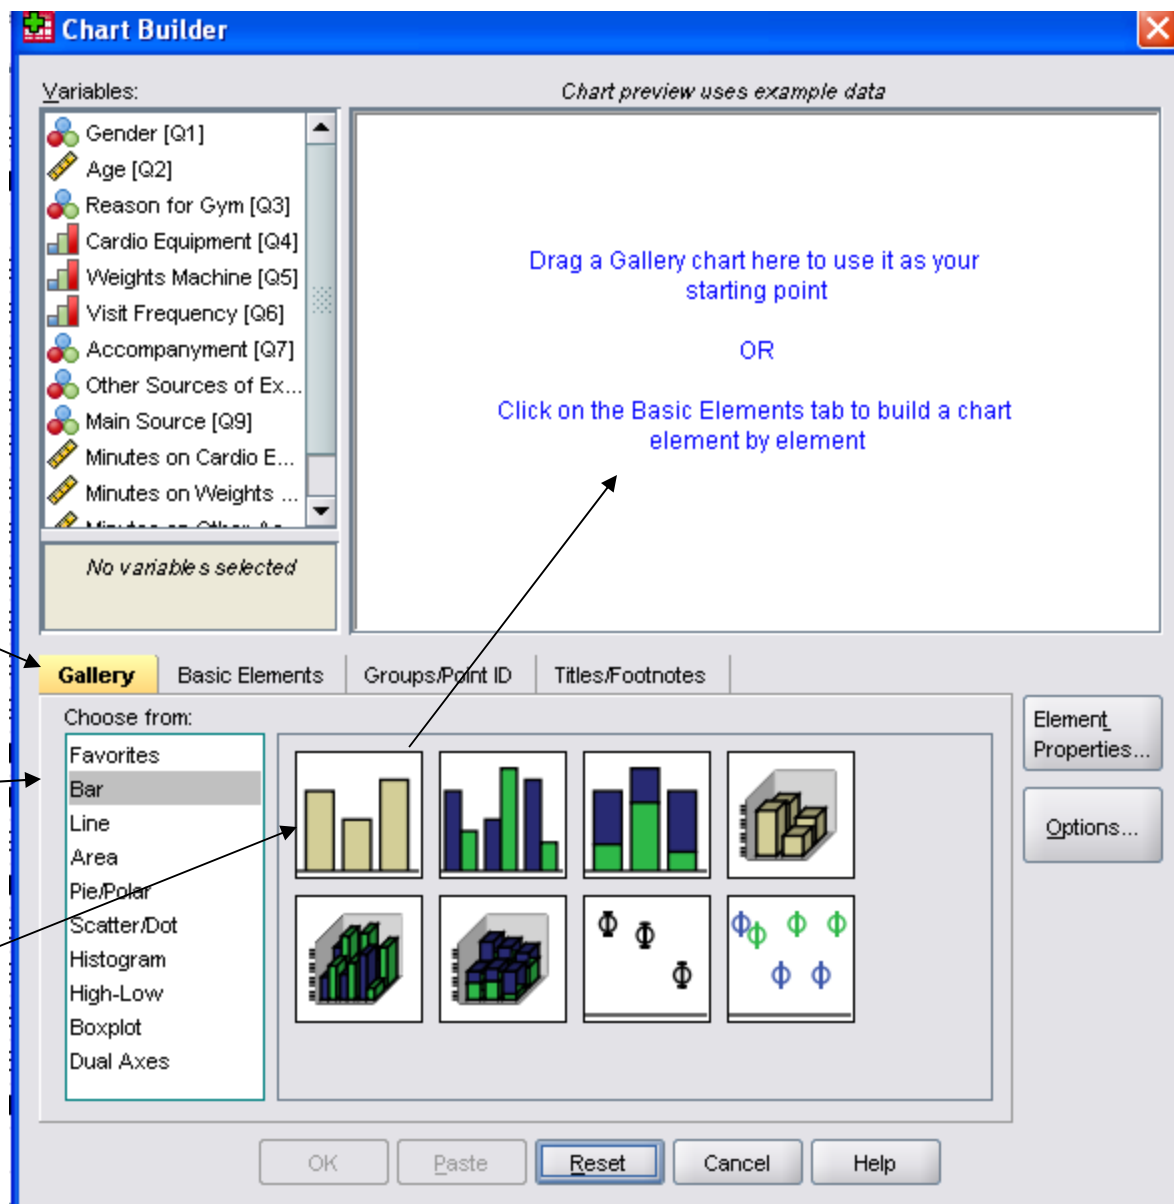 Chart Builder
Variables:
Chart preview uses example data
Gender [Q1]
Age [Q2]
Reason for Gym [Q3]
Cardio Equipment [Q4]
Weights Machine [Q5]
Visit Frequency [Q6]
Accompanyment [Q7]
Other Sources of Ex...
Main Source [Q9]
Minutes on Cardio E...
Minutes on Weights ...
Minutes on Other Ac...
No variables selected
Drag a Gallery chart here to use it as your
starting point
OR
Click on the Basic Elements tab to build a chart
element by element
Gallery Basic Elements Groups/Point ID Titles/Footnotes
Choose from:
Favorites
Bar
Line
Area
Pie/Polar
Scatter/Dot
Histogram
High-Low
Boxplot
Dual Axes
Element
Properties...
Options...
OK Paste Reset Cancel Help